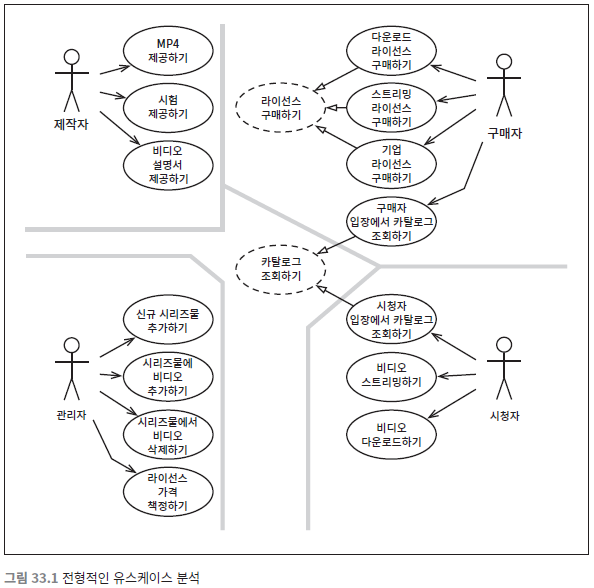 MP4
제공하기
시험
제공하기
비디오
설명서
제공하기
제작자
다운로드
라이선스
구매하기
스트리밍
라이선스
구매하기
기업
라이선스
구매하기
구매자
입장에서 카탈로그
조회하기
구매자
라이선스
구매하기
카탈로그
조회하기
신규 시리즈물
추가하기
시리즈물에
비디오
추가하기
시리즈물에서
비디오
삭제하기
라이선스
가격
책정하기
관리자
시청자
입장에서 카탈로그
조회하기
비디오
스트리밍하기
비디오
다운로드하기
시청자
그림 33.1 전형적인 유스케이스 분석